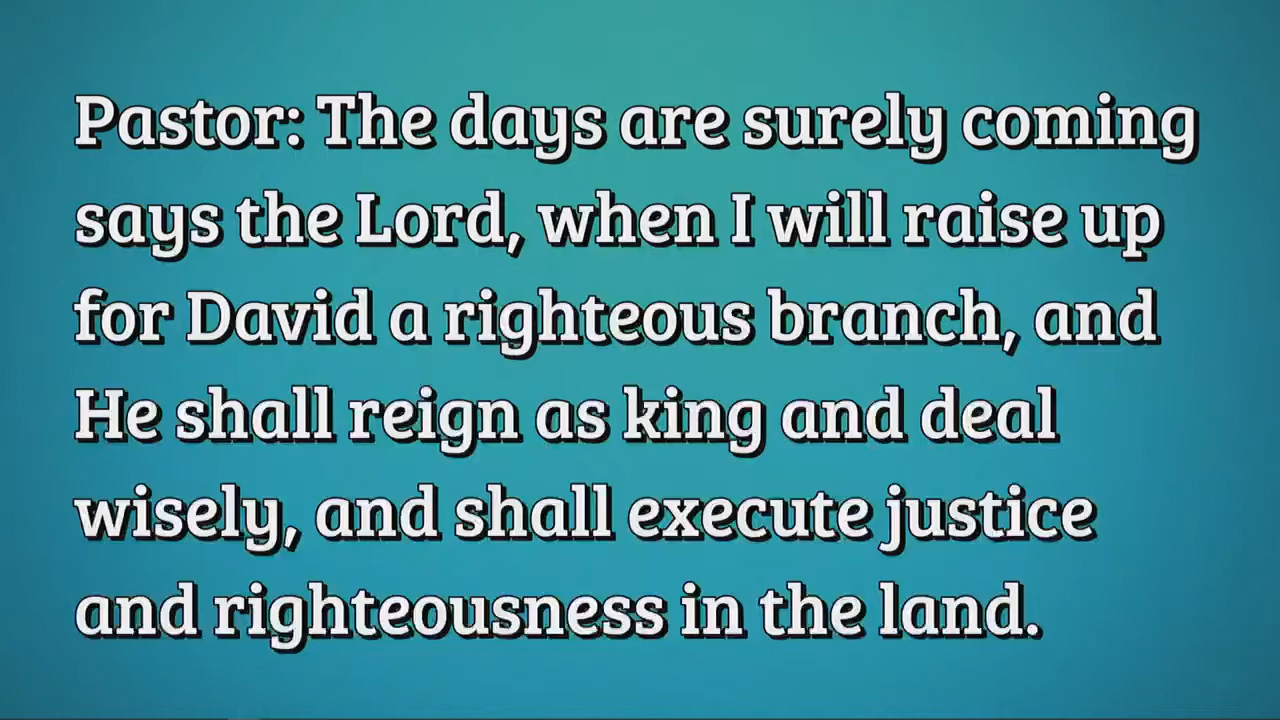 Pastor: The days are surely coming
says the Lord, when I will raise up
for David a righteous branch, and
He shall reign as king and deal
wisely, and shall execute justice
and righteousness in the land.